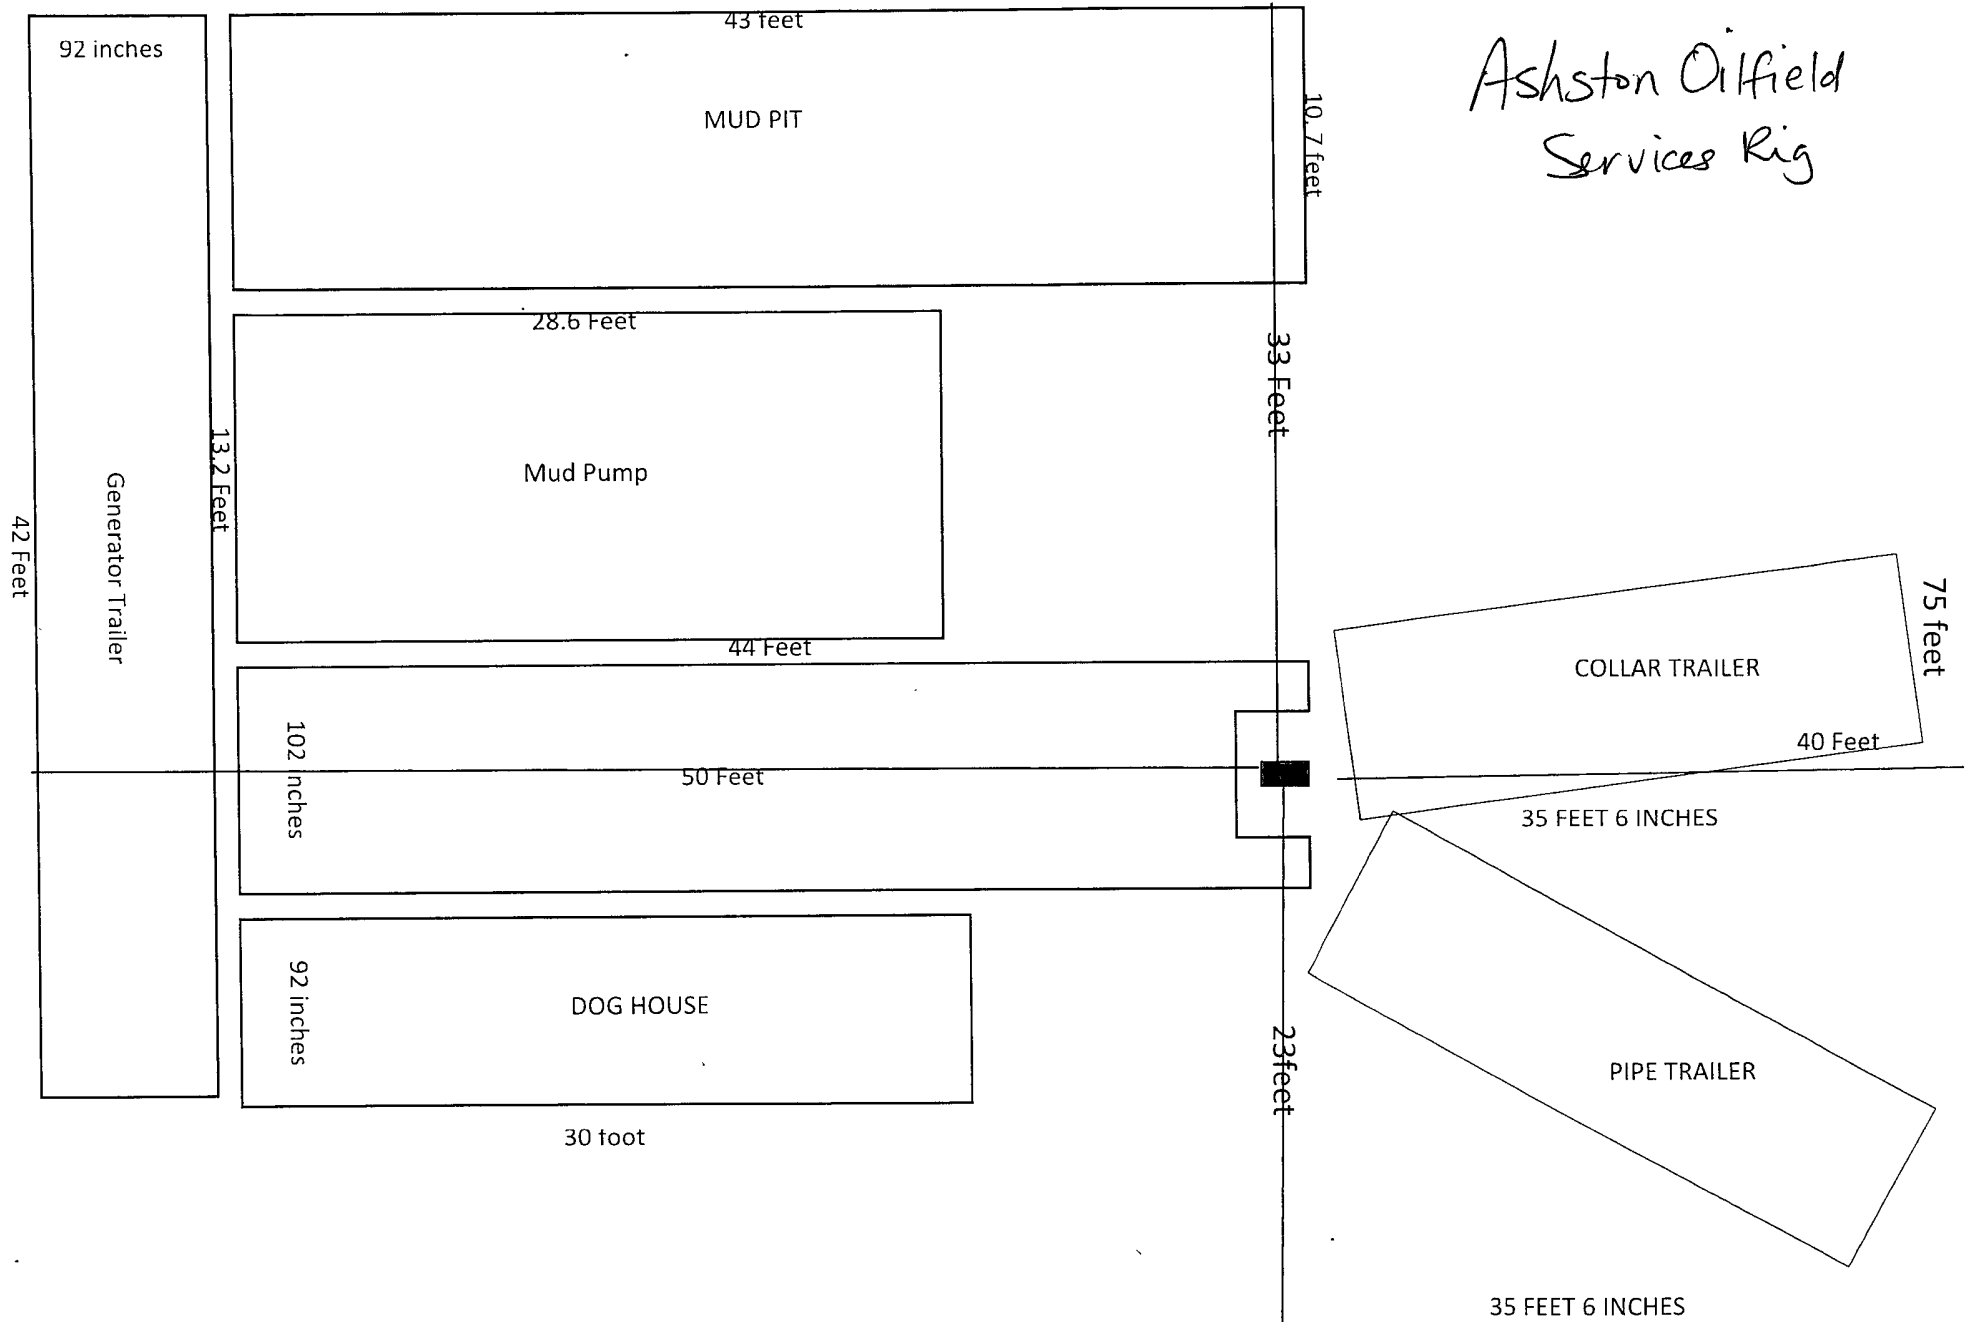 92 inches
43 feet
Ashston Oilfield
Services Rig
MUD PIT
10. 7 feet
28.6 Feet
33 Feet
Mud Pump
13.2 Feet
Generator Trailer
42 Feet
44 Feet
75 feet
COLLAR TRAILER
40 Feet
102 inches
50 Feet
35 FEET 6 INCHES
92 inches
DOG HOUSE
23feet
PIPE TRAILER
30 foot
35 FEET 6 INCHES